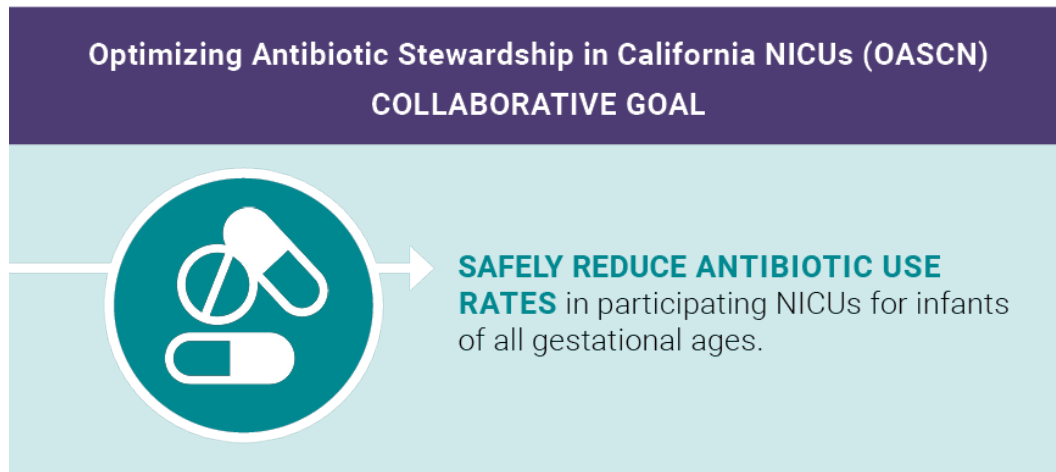 Optimizing Antibiotic Stewardship in California NICUs (OASCN)
COLLABORATIVE GOAL
SAFELY REDUCE ANTIBIOTIC USE
RATES in participating NICUs for infants
of all gestational ages.